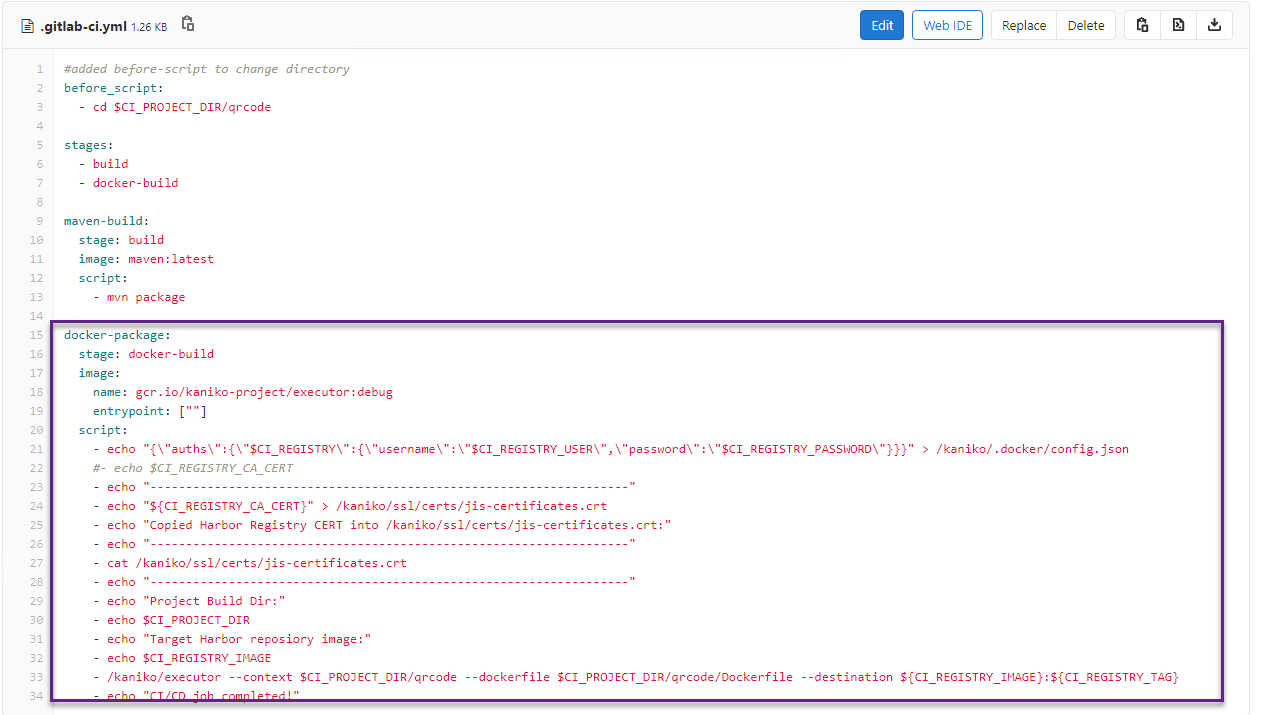 .gitlab-ci.yml 1.26 KB
Edit Web IDE Replace Delete
1 #added before-script to change directory
2 before_script:
3   - cd $CI_PROJECT_DIR/qrcode
4
5 stages:
6   - build
7   - docker-build
8
9 maven-build:
10   stage: build
11   image: maven:latest
12   script:
13     - mvn package
14
15 docker-package:
16   stage: docker-build
17   image:
18     name: gcr.io/kaniko-project/executor:debug
19     entrypoint: [""]
20   script:
21     - echo "{\"auths\":{\"$CI_REGISTRY\":{\"username\":\"$CI_REGISTRY_USER\",\"password\":\"$CI_REGISTRY_PASSWORD\"}}}" > /kaniko/.docker/config.json
22     #- echo $CI_REGISTRY_CA_CERT
23     - echo "-------------------------------------------------------------------"
24     - echo "${CI_REGISTRY_CA_CERT}" > /kaniko/ssl/certs/jis-certificates.crt
25     - echo "Copied Harbor Registry CERT into /kaniko/ssl/certs/jis-certificates.crt:"
26     - echo "-------------------------------------------------------------------"
27     - cat /kaniko/ssl/certs/jis-certificates.crt
28     - echo "-------------------------------------------------------------------"
29     - echo "Project Build Dir:"
30     - echo $CI_PROJECT_DIR
31     - echo "Target Harbor reposiory image:"
32     - echo $CI_REGISTRY_IMAGE
33     - /kaniko/executor --context $CI_PROJECT_DIR/qrcode --dockerfile $CI_PROJECT_DIR/qrcode/Dockerfile --destination ${CI_REGISTRY_IMAGE}:${CI_REGISTRY_TAG}
34     - echo "CI/CD job completed!"